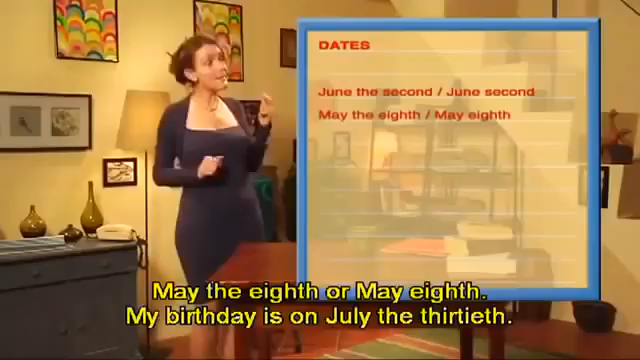 DATES
June the second / June second
May the eighth / May eighth
May the eighth or May eighth.
My birthday is on July the thirtieth.